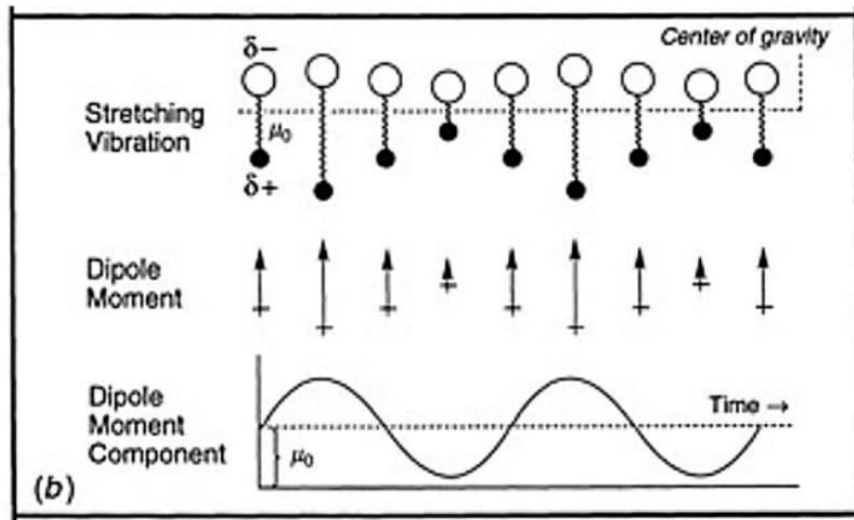 δ−
Center of gravity
Stretching
Vibration
μ₀
δ+
Dipole
Moment
Dipole
Moment
Component
Time →
μ₀
(b)